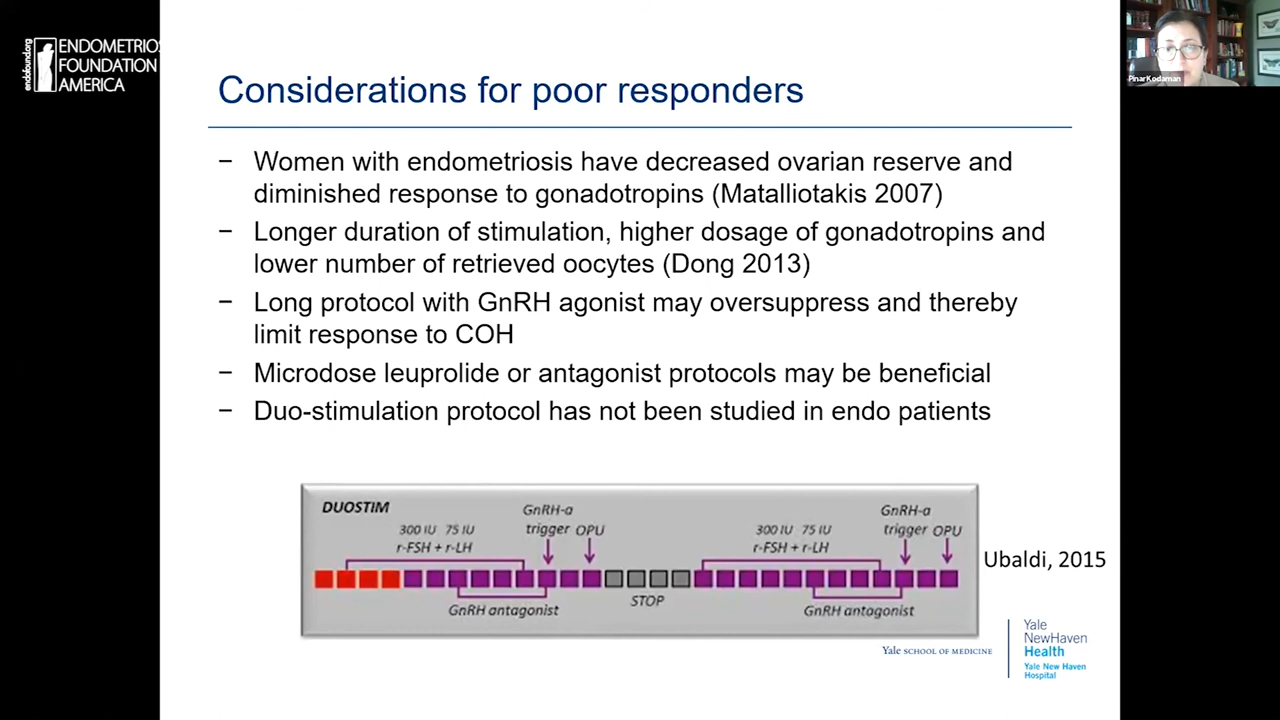 endofound.org
ENDOMETRIOS
FOUNDATION
AMERICA
PinarKodaman
Considerations for poor responders
− Women with endometriosis have decreased ovarian reserve and
diminished response to gonadotropins (Matalliotakis 2007)
− Longer duration of stimulation, higher dosage of gonadotropins and
lower number of retrieved oocytes (Dong 2013)
− Long protocol with GnRH agonist may oversuppress and thereby
limit response to COH
− Microdose leuprolide or antagonist protocols may be beneficial
− Duo-stimulation protocol has not been studied in endo patients
DUOSTIM
300 IU 75 IU
r-FSH + r-LH
GnRH-a
trigger OPU
GnRH antagonist
STOP
300 IU 75 IU
r-FSH + r-LH
GnRH-a
trigger OPU
GnRH antagonist
Ubaldi, 2015
Yale SCHOOL OF MEDICINE
Yale
NewHaven
Health
Yale New Haven
Hospital